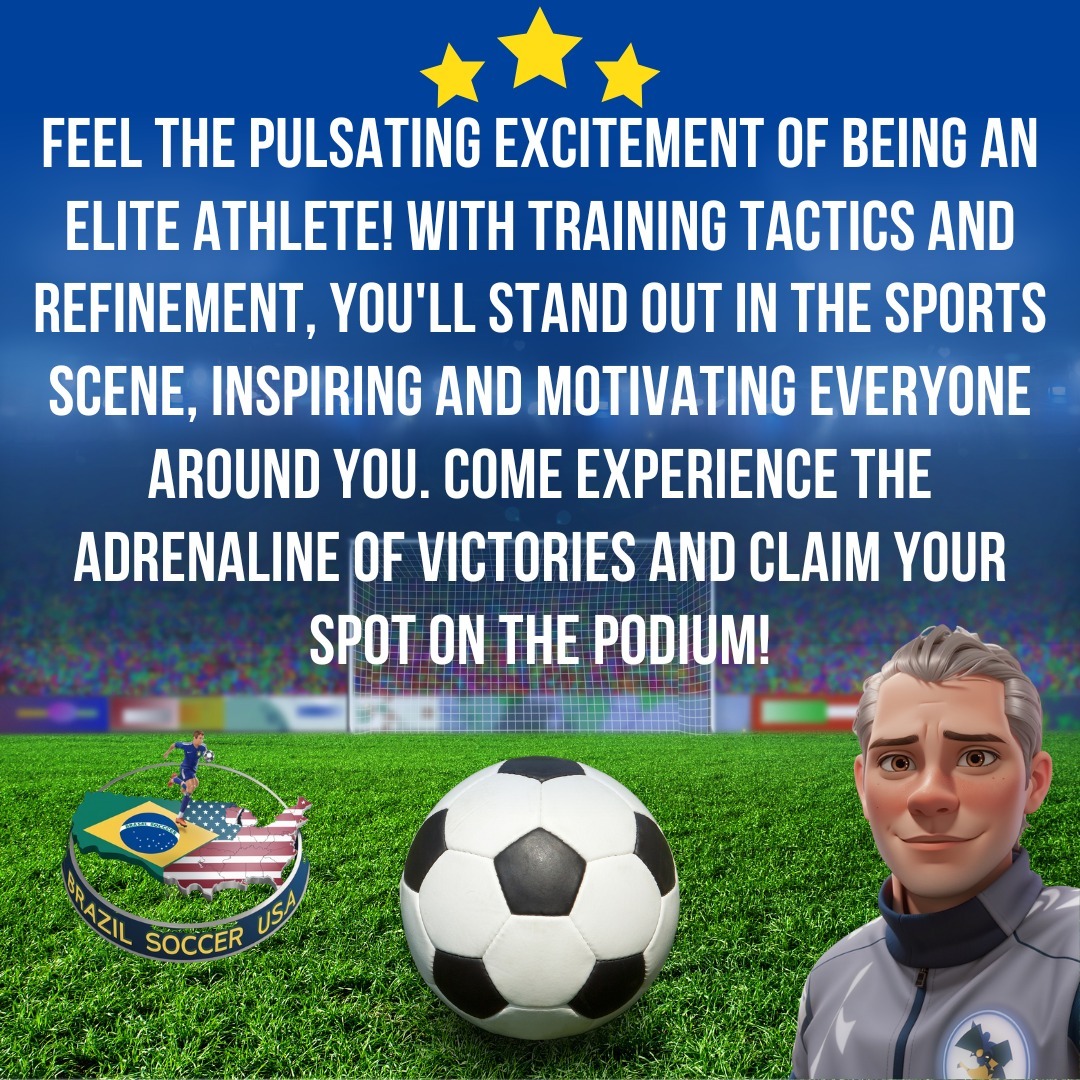 FEEL THE PULSATING EXCITEMENT OF BEING AN
ELITE ATHLETE! WITH TRAINING TACTICS AND
REFINEMENT, YOU'LL STAND OUT IN THE SPORTS
SCENE, INSPIRING AND MOTIVATING EVERYONE
AROUND YOU. COME EXPERIENCE THE
ADRENALINE OF VICTORIES AND CLAIM YOUR
SPOT ON THE PODIUM!
BRAZIL SOCCER USA